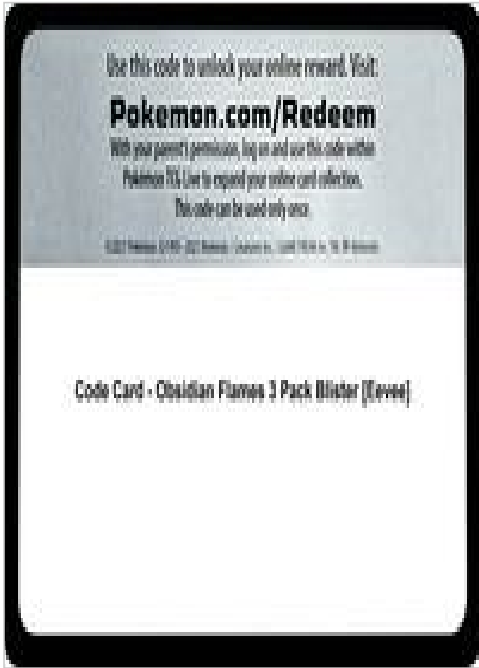 Use this code to unlock your online reward. Visit:
Pokemon.com/Redeem
With your parent's permission, log on and use this code within
Pokémon TCG Live to expand your online card collection.
This code can be used only once.
Code Card - Obsidian Flames 3 Pack Blister [Eevee]